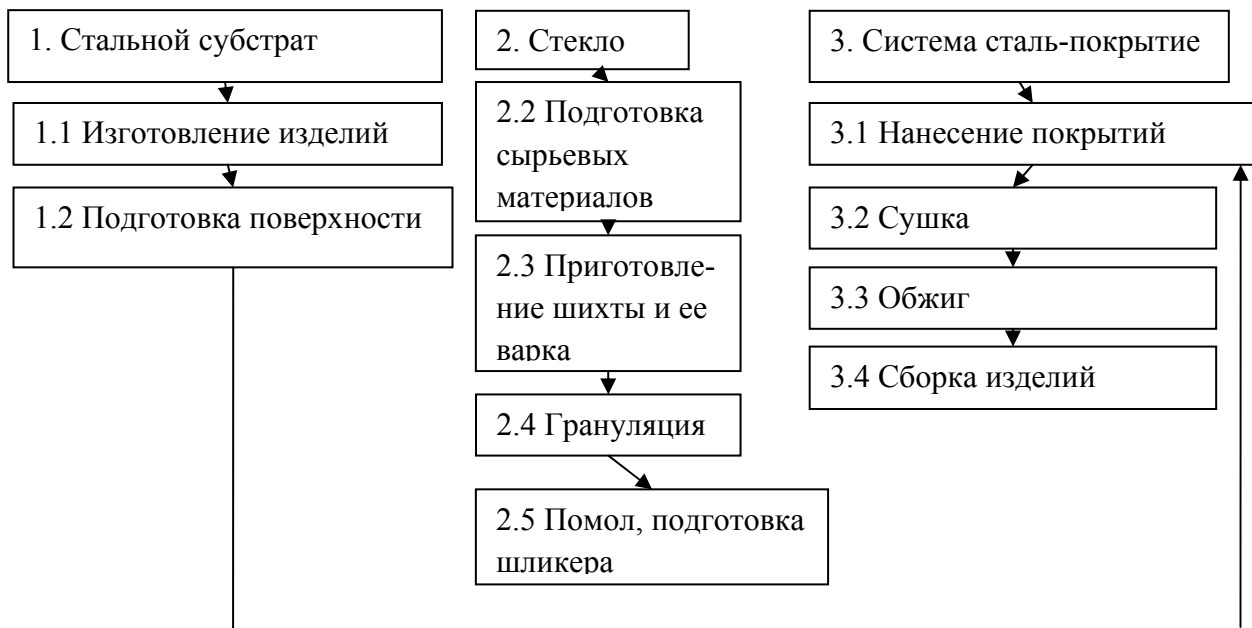 1. Стальной субстрат
1.1 Изготовление изделий
1.2 Подготовка поверхности
2. Стекло
2.2 Подготовка
сырьевых
материалов
2.3 Приготовле-
ние шихты и ее
варка
2.4 Грануляция
2.5 Помол, подготовка
шликера
3. Система сталь-покрытие
3.1 Нанесение покрытий
3.2 Сушка
3.3 Обжиг
3.4 Сборка изделий